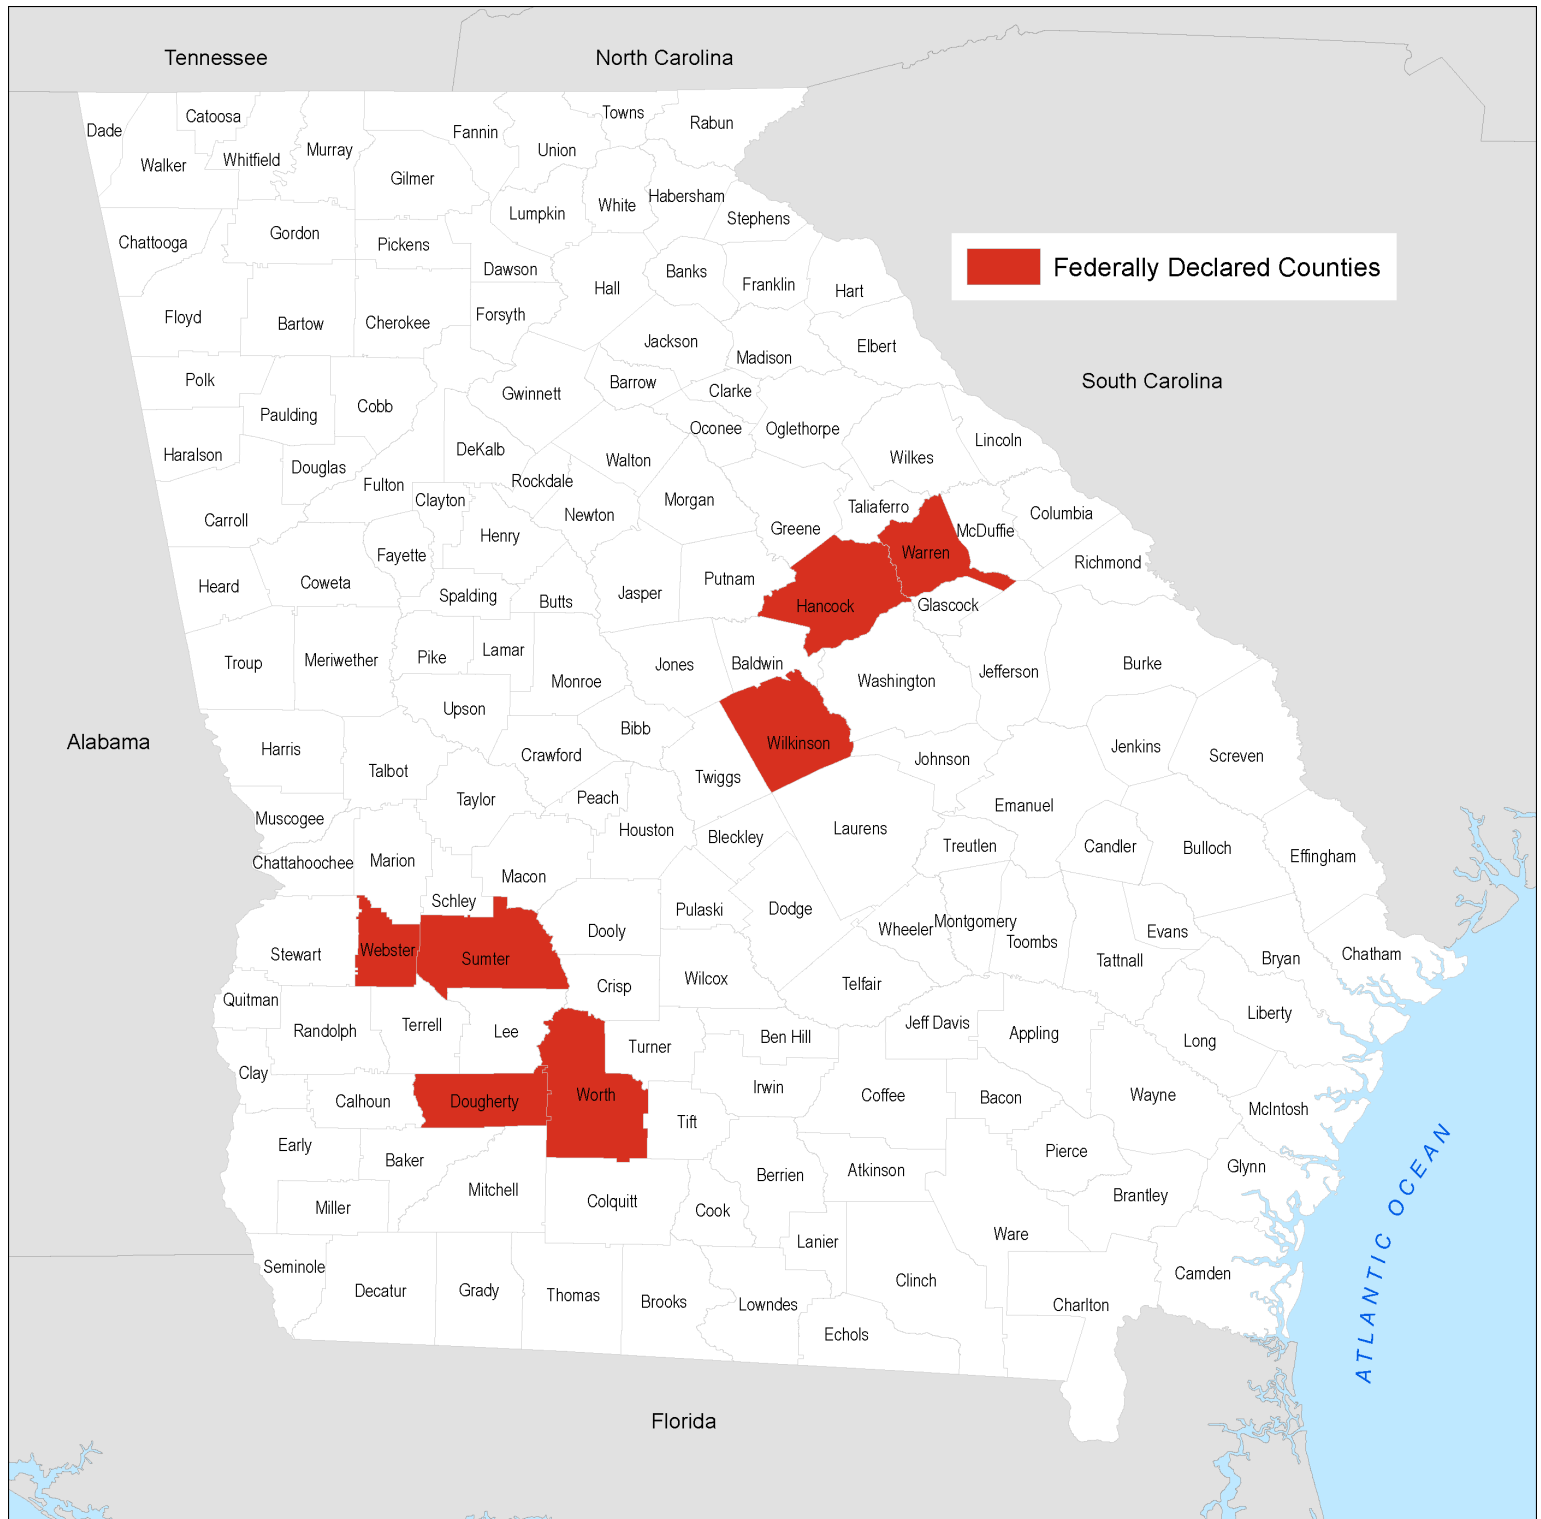 Tennessee
North Carolina
Dade
Catoosa
Walker
Whitfield
Murray
Fannin
Gilmer
Union
Towns
Rabun
Lumpkin
White
Habersham
Stephens
Chattooga
Gordon
Pickens
Dawson
Hall
Banks
Franklin
Hart
Federally Declared Counties
Floyd
Bartow
Cherokee
Forsyth
Jackson
Madison
Elbert
South Carolina
Polk
Paulding
Cobb
Gwinnett
Barrow
Clarke
Oconee
Oglethorpe
Wilkes
Lincoln
Haralson
Douglas
Fulton
DeKalb
Clayton
Rockdale
Walton
Newton
Morgan
Greene
Taliaferro
Warren
McDuffie
Columbia
Richmond
Carroll
Fayette
Henry
Heard
Coweta
Spalding
Butts
Jasper
Putnam
Hancock
Glascock
Troup
Meriwether
Pike
Lamar
Monroe
Jones
Baldwin
Washington
Jefferson
Burke
Upson
Alabama
Harris
Talbot
Crawford
Bibb
Twiggs
Wilkinson
Johnson
Jenkins
Screven
Taylor
Peach
Muscogee
Houston
Bleckley
Laurens
Emanuel
Treutlen
Candler
Bulloch
Effingham
Chattahoochee
Marion
Macon
Schley
Pulaski
Dodge
Wheeler
Montgomery
Toombs
Evans
Tattnall
Bryan
Chatham
Stewart
Webster
Sumter
Dooly
Crisp
Wilcox
Telfair
Quitman
Randolph
Terrell
Lee
Turner
Ben Hill
Jeff Davis
Appling
Long
Liberty
Clay
Calhoun
Dougherty
Worth
Tift
Irwin
Coffee
Bacon
Wayne
McIntosh
Early
Baker
Mitchell
Miller
Colquitt
Cook
Berrien
Atkinson
Pierce
Brantley
Glynn
Lanier
Ware
Seminole
Decatur
Grady
Thomas
Brooks
Lowndes
Echols
Clinch
Charlton
Camden
ATLANTIC OCEAN
Florida